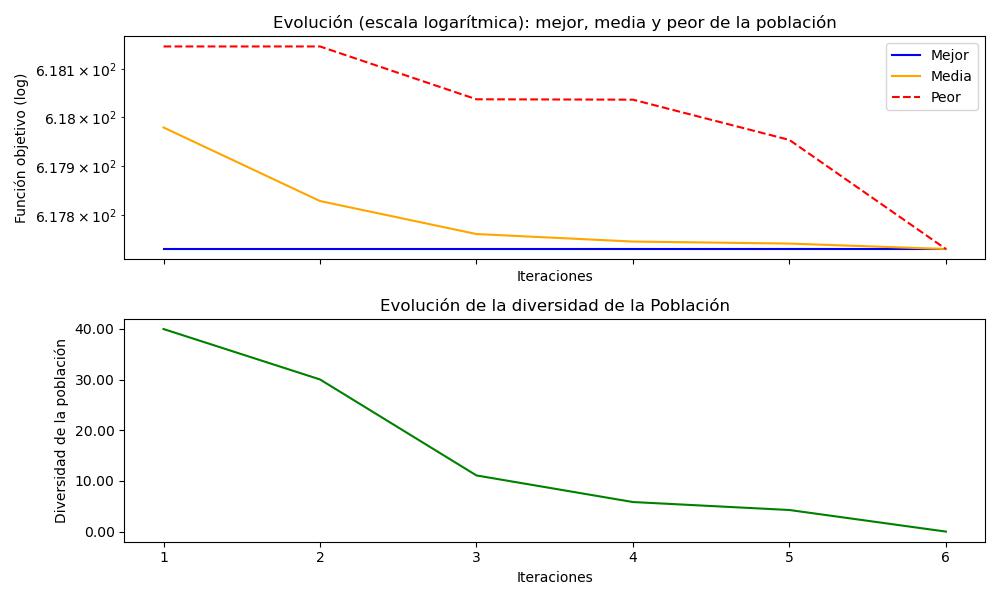 Evolución (escala logarítmica): mejor, media y peor de la población
Función objetivo (log)
6.181 × 10²
6.18 × 10²
6.179 × 10²
6.178 × 10²
Mejor
Media
Peor
Iteraciones
Evolución de la diversidad de la Población
Diversidad de la población
40.00
30.00
20.00
10.00
0.00
1 2 3 4 5 6
Iteraciones